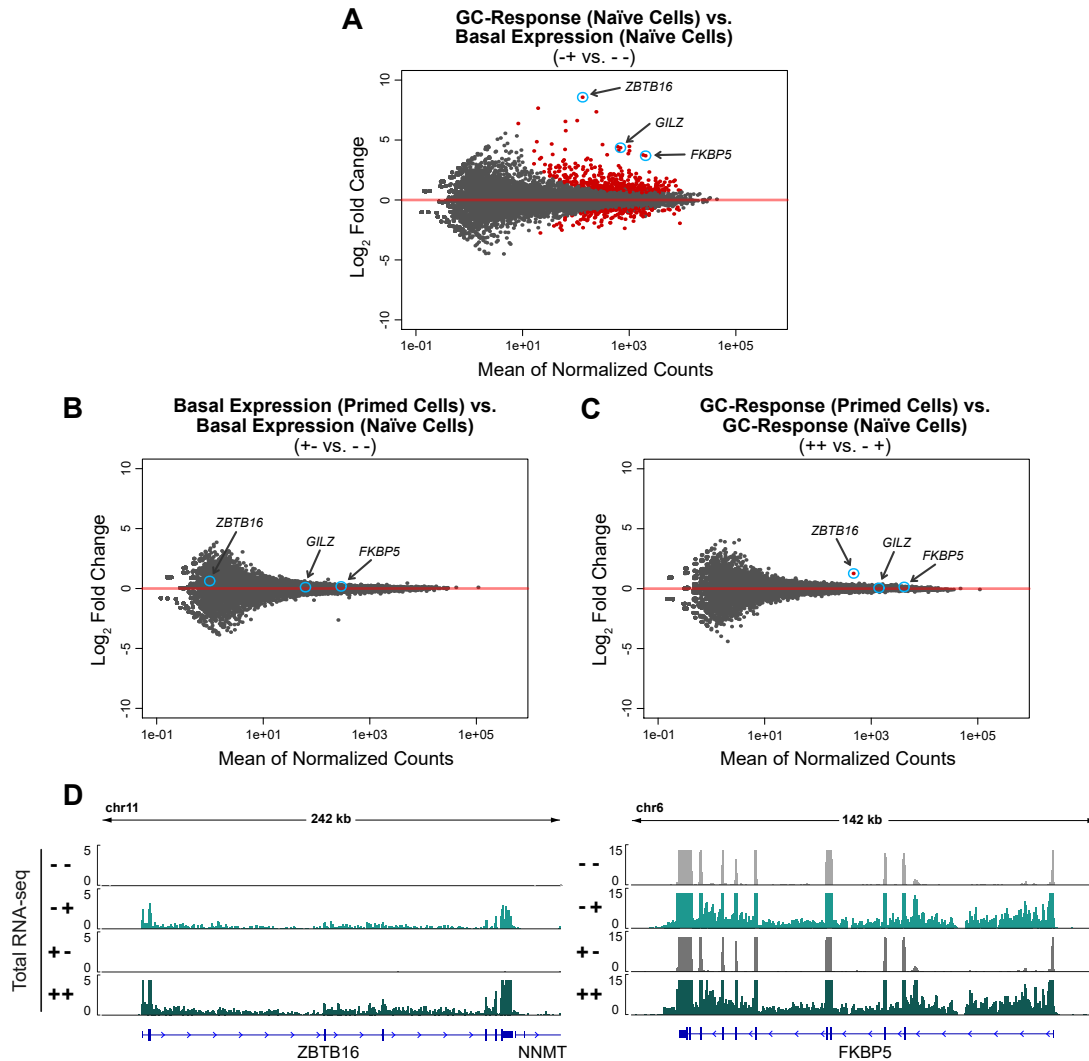 A
GC-Response (Naïve Cells) vs.
Basal Expression (Naïve Cells)
(-+ vs. - -)
ZBTB16
GILZ
FKBP5
10
5
0
-5
-10
Log2 Fold Cange
1e-01
1e+01
1e+03
1e+05
Mean of Normalized Counts
B
Basal Expression (Primed Cells) vs.
Basal Expression (Naïve Cells)
(+- vs. - -)
ZBTB16
GILZ
FKBP5
10
5
0
-5
-10
Log2 Fold Change
1e-01
1e+01
1e+03
1e+05
Mean of Normalized Counts
C
GC-Response (Primed Cells) vs.
GC-Response (Naïve Cells)
(++ vs. - +)
ZBTB16
GILZ
FKBP5
10
5
0
-5
-10
Log2 Fold Change
1e-01
1e+01
1e+03
1e+05
Mean of Normalized Counts
D
chr11
242 kb
Total RNA-seq
- -
5
0
-+
5
0
+-
5
0
++
5
0
ZBTB16
NNMT
chr6
142 kb
- -
15
0
-+
15
0
+-
15
0
++
15
0
FKBP5